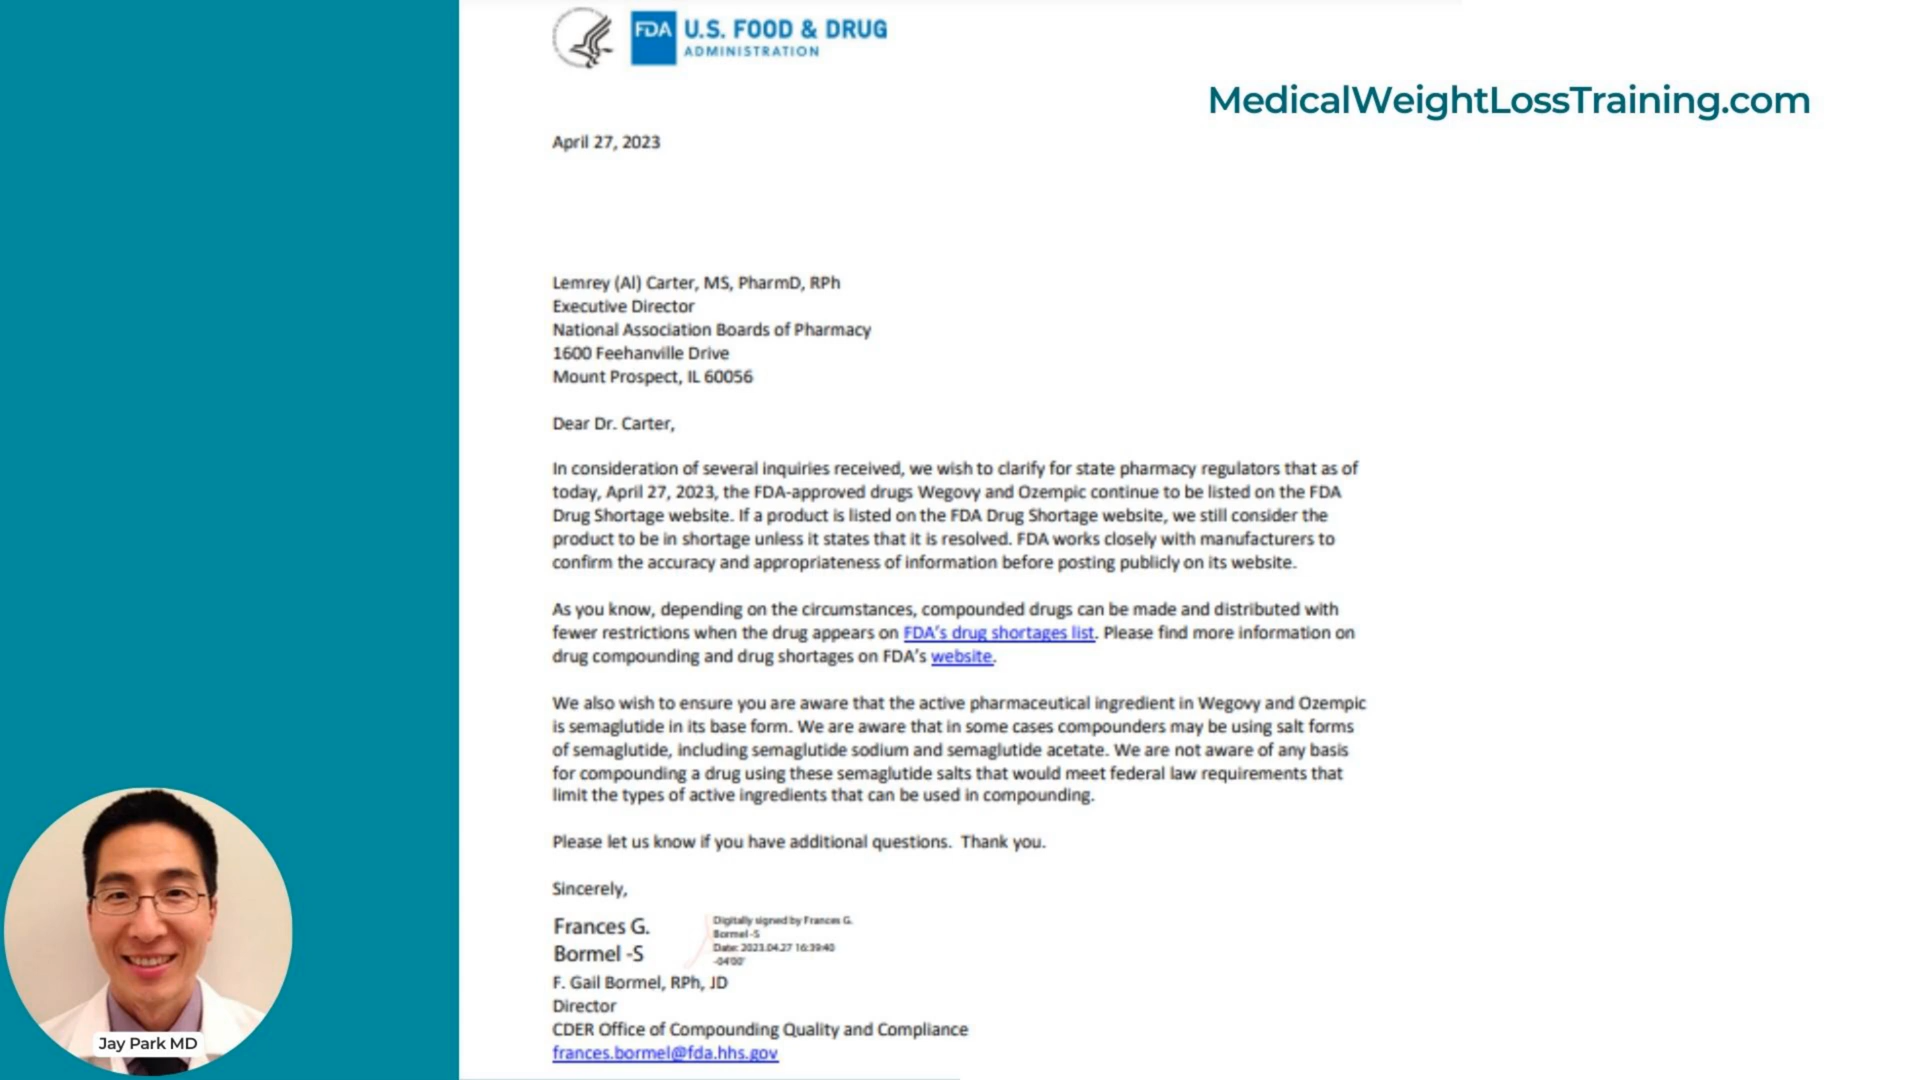 FDA U.S. FOOD & DRUG
ADMINISTRATION
MedicalWeightLossTraining.com
April 27, 2023
Lemrey (Al) Carter, MS, PharmD, RPh
Executive Director
National Association Boards of Pharmacy
1600 Feehanville Drive
Mount Prospect, IL 60056
Dear Dr. Carter,
In consideration of several inquiries received, we wish to clarify for state pharmacy regulators that as of
today, April 27, 2023, the FDA-approved drugs Wegovy and Ozempic continue to be listed on the FDA
Drug Shortage website. If a product is listed on the FDA Drug Shortage website, we still consider the
product to be in shortage unless it states that it is resolved. FDA works closely with manufacturers to
confirm the accuracy and appropriateness of information before posting publicly on its website.
As you know, depending on the circumstances, compounded drugs can be made and distributed with
fewer restrictions when the drug appears on FDA's drug shortages list. Please find more information on
drug compounding and drug shortages on FDA's website.
We also wish to ensure you are aware that the active pharmaceutical ingredient in Wegovy and Ozempic
is semaglutide in its base form. We are aware that in some cases compounders may be using salt forms
of semaglutide, including semaglutide sodium and semaglutide acetate. We are not aware of any basis
for compounding a drug using these semaglutide salts that would meet federal law requirements that
limit the types of active ingredients that can be used in compounding.
Please let us know if you have additional questions. Thank you.
Sincerely,
Frances G.
Bormel -S
Digitally signed by Frances G.
Bormel -S
Date: 2023.04.27 16:39:40
-04'00'
F. Gail Bormel, RPh, JD
Director
CDER Office of Compounding Quality and Compliance
frances.bormel@fda.hhs.gov
Jay Park MD